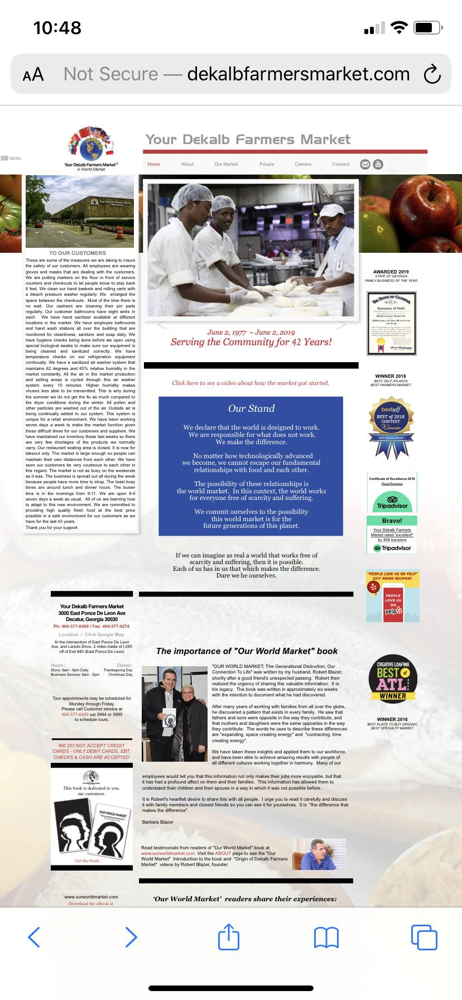 10:48
AA Not Secure — dekalbfarmersmarket.com
MENU
Your Dekalb Farmers Market®
A World Market
Your Dekalb Farmers Market
Home About Our Market People Careers Connect
You
Tube
Your Dekalb Farmers Market
A World Market
TO OUR CUSTOMERS
These are some of the measures we are taking to insure
the safety of our customers. All employees are wearing
gloves and masks that are dealing with the customers.
We are putting markers on the floor in front of service
counters and checkouts to let people know to stay back
6 feet. We clean our hand baskets and rolling carts with
a bleach pressure washer regularly. We enlarged the
space between the checkouts. Most of the time there is
no wait. Our cashiers are cleaning their pin pads
regularly. Our customer bathrooms have eight sinks in
each. We have hand sanitizer available at different
locations in the market. We have employee bathrooms
and hand wash stations all over the building that are
monitored for cleanliness, sanitizer and soap daily. We
have hygiene checks being done before we open using
special biological swabs to make sure our equipment is
being cleaned and sanitized correctly. We have
temperature checks on our refrigeration equipment
continually. We have a sanitized air washer system that
maintains 62 degrees and 65% relative humidity in the
market constantly. All the air in the market production
and selling areas is cycled through this air washer
system every 10 minutes. Higher humidity makes
viruses less able to be transmitted. This is why during
the summer we do not get the flu as much compared to
the dryer conditions during the winter. All pollen and
other particles are washed out of the air. Outside air is
being continually added to our system. This system is
unique for a retail environment. We have been working
seven days a week to make the market function given
these difficult times for our customers and suppliers. We
have maintained our inventory these last weeks so there
are very few shortages of the products we normally
carry. Our restaurant seating area is closed. It is now for
takeout only. The market is large enough so people can
maintain their own distances from each other. We have
seen our customers be very courteous to each other in
this regard. The market is not as busy on the weekends
as it was. The business is spread out all during the week
because people have more time to shop. The least busy
times are around lunch and dinner hours. The busier
time is in the mornings from 9-11. We are open 9-9
seven days a week as usual. All of us are learning how
to adapt to this new environment. We are committed to
providing high quality fresh food at the best price
possible in a safe environment for our customers as we
have for the last 43 years.
Thank you for your support.
June 2, 1977 ~ June 2, 2019
Serving the Community for 42 Years!
Click here to see a video about how the market got started.
Our Stand
We declare that the world is designed to work.
We are responsible for what does not work.
We make the difference.
No matter how technologically advanced
we become, we cannot escape our fundamental
relationships with food and each other.
The possibility of these relationships is
the world market. In this context, the world works
for everyone free of scarcity and suffering.
We commit ourselves to the possibility
this world market is for the
future generations of this planet.
If we can imagine as real a world that works free of
scarcity and suffering, then it is possible.
Each of us has in us that which makes the difference.
Dare we be ourselves.
AWARDED 2019
STATE OF GEORGIA
FAMILY BUSINESS OF THE YEAR
Secretary of State
WINNER 2018
BEST SELF ATLANTA
BEST FARMERS MARKET
bestself
BEST of 2018
CONTEST
Winner
Best Farmers Market
Certificate of Excellence 2018
Read Reviews
Tripadvisor
Bravo!
Your Dekalb Farmers
Market rated "excellent"
by 458 travelers
Tripadvisor
"PEOPLE LOVE US ON YELP"
2017 AWARD RECIPIENT
PEOPLE
LOVE US
ON
yelp
CREATIVE LOAFING
BEST
of
ATL
WINNER
WINNER 2016
BEST PLACE TO BUY ORGANIC
BEST SPECIALTY MARKET
Your Dekalb Farmers Market
3000 East Ponce De Leon Ave
Decatur, Georgia 30030
Ph: 404-377-6400 / Fax: 404-377-9274
Location / Click Google Map
At the intersection of East Ponce De Leon
Ave. and Laredo Drive, 2 miles inside of I-285
off of Exit #40 (East Ponce De Leon)
Hours : Closed :
Store: 9am - 9pm Daily Thanksgiving Day
Business Sevices: 8am - 5pm Christmas Day
Tour appointments may be scheduled for
Monday through Friday.
Please call Customer service at
404-377-6400 ext 3994 or 3995
to schedule tours.
WE DO NOT ACCEPT CREDIT
CARDS - ONLY DEBIT CARDS, EBT,
CHECKS & CASH ARE ACCEPTED
This book is dedicated to you,
our customers.
OUR WORLD MARKET
Get the book:
www.ourworldmarket.com
Download the eBook at
The importance of "Our World Market" book
"OUR WORLD MARKET, The Generational Distinction, Our
Connection To Life" was written by my husband, Robert Blazer,
shortly after a good friend's unexpected passing. Robert then
realized the urgency of sharing this valuable information. It is
his legacy. The book was written in approximately six weeks
with the intention to document what he had discovered.
After many years of working with families from all over the globe,
he discovered a pattern that exists in every family. He saw that
fathers and sons were opposite in the way they contribute, and
that mothers and daughters were the same opposites in the way
they contribute. The words he uses to describe these differences
are "expanding, space creating energy" and "contracting, time
creating energy".
We have taken these insights and applied them to our workforce,
and have been able to achieve amazing results with people of
all different cultures working together in harmony. Many of our
employees would tell you that this information not only makes their jobs more enjoyable, but that
it has had a profound affect on them and their families. This information has allowed them to
understand their children and their spouse in a way in which it was not possible before.
It is Robert's heartfelt desire to share this with all people. I urge you to read it carefully and discuss
it with family members and closest friends so you can see it for yourselves. It is "the difference that
makes the difference".
Barbara Blazer
Read testimonials from readers of "Our World Market" book at
www.ourworldmarket.com. Visit the ABOUT page to see the "Our
World Market" Introduction to the book and "Origin of Dekalb Farmers
Market" videos by Robert Blazer, founder.
'Our World Market' readers share their experiences: